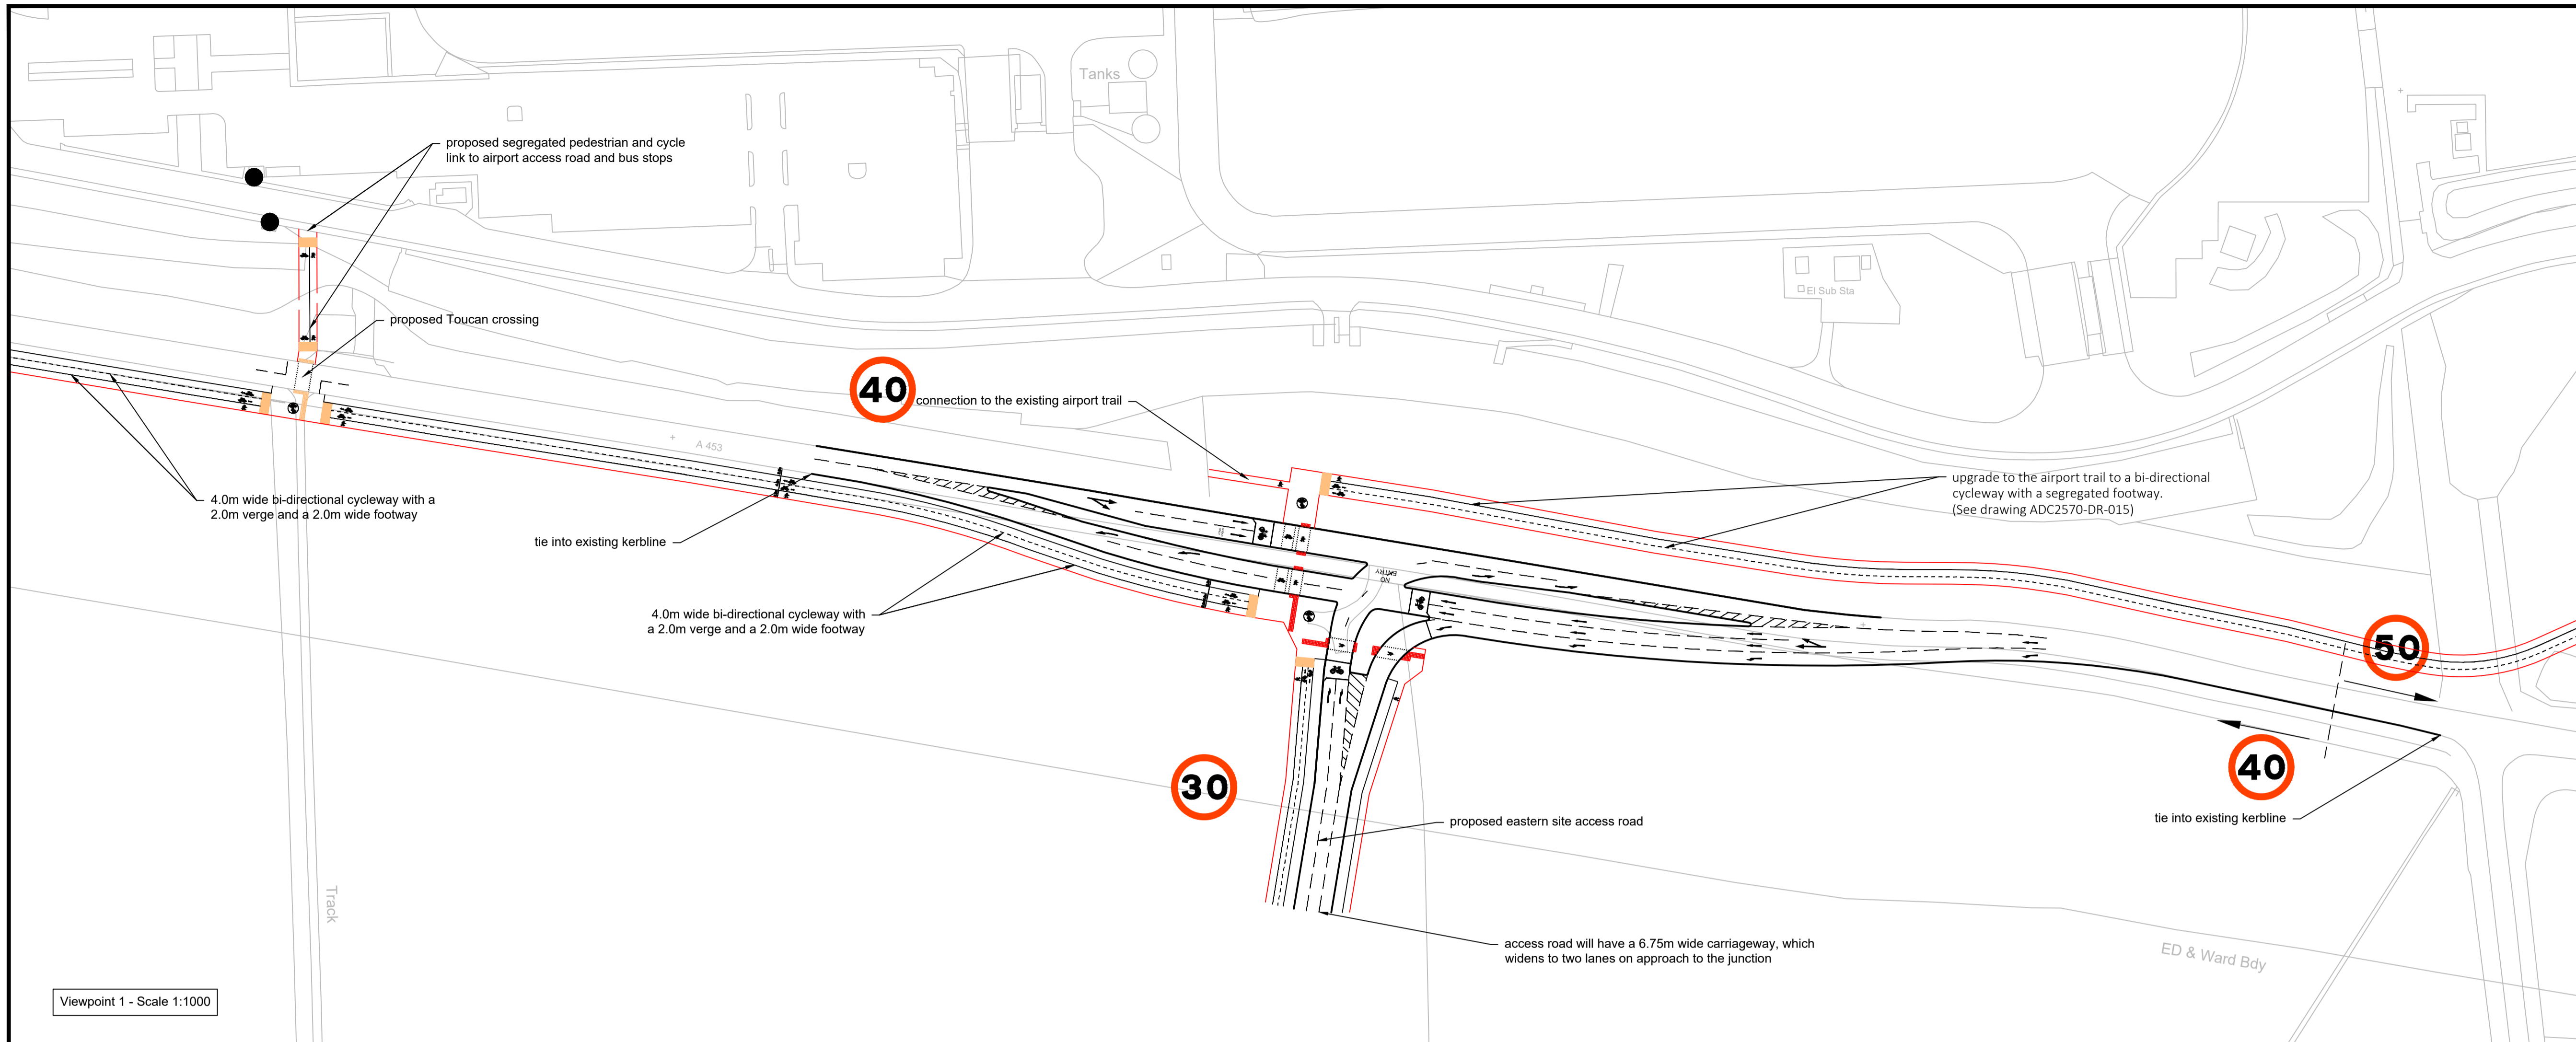 Tanks
proposed segregated pedestrian and cycle
link to airport access road and bus stops
El Sub Sta
proposed Toucan crossing
40
connection to the existing airport trail
A 453
upgrade to the airport trail to a bi-directional
cycleway with a segregated footway.
(See drawing ADC2570-DR-015)
4.0m wide bi-directional cycleway with a
2.0m verge and a 2.0m wide footway
tie into existing kerbline
NO
ENTRY
4.0m wide bi-directional cycleway with
a 2.0m verge and a 2.0m wide footway
50
40
30
tie into existing kerbline
proposed eastern site access road
Track
access road will have a 6.75m wide carriageway, which
widens to two lanes on approach to the junction
ED & Ward Bdy
Viewpoint 1 - Scale 1:1000